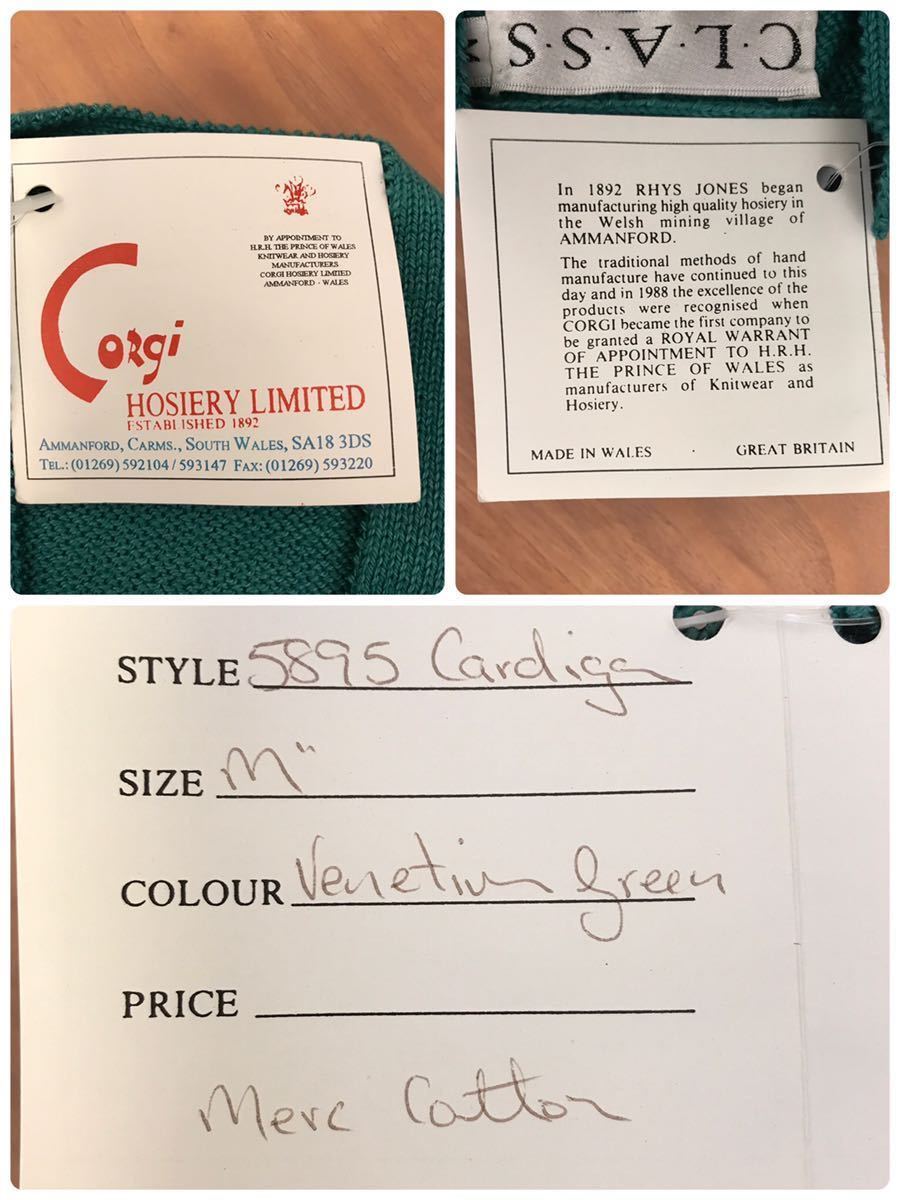 BY APPOINTMENT TO
H.R.H. THE PRINCE OF WALES
KNITWEAR AND HOSIERY
MANUFACTURERS
CORGI HOSIERY LIMITED
AMMANFORD · WALES
Corgi
HOSIERY LIMITED
ESTABLISHED 1892
AMMANFORD, CARMS., SOUTH WALES, SA18 3DS
TEL.: (01269) 592104 / 593147 FAX: (01269) 593220
C·L·A·S·S
In 1892 RHYS JONES began
manufacturing high quality hosiery in
the Welsh mining village of
AMMANFORD.
The traditional methods of hand
manufacture have continued to this
day and in 1988 the excellence of the
products were recognised when
CORGI became the first company to
be granted a ROYAL WARRANT
OF APPOINTMENT TO H.R.H.
THE PRINCE OF WALES as
manufacturers of Knitwear and
Hosiery.
MADE IN WALES · GREAT BRITAIN
STYLE 5895 Cardigan
SIZE M"
COLOUR Venetian Green
PRICE
Merc Cotton